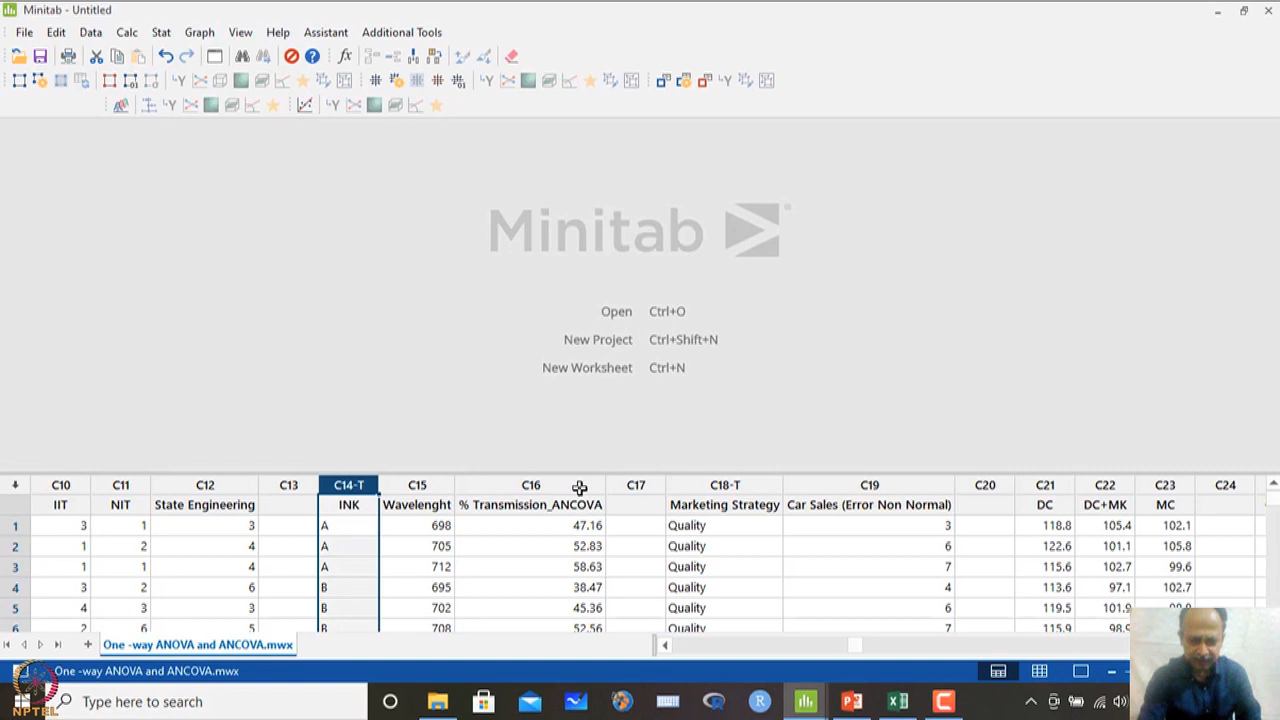 Minitab - Untitled
File Edit Data Calc Stat Graph View Help Assistant Additional Tools
Minitab
Open Ctrl+O
New Project Ctrl+Shift+N
New Worksheet Ctrl+N
C10 C11 C12 C13 C14-T C15 C16 C17 C18-T C19 C20 C21 C22 C23 C24
IIT NIT State Engineering INK Wavelenght % Transmission_ANCOVA Marketing Strategy Car Sales (Error Non Normal) DC DC+MK MC
1 3 1 3 A 698 47.16 Quality 3 118.8 105.4 102.1
2 1 2 4 A 705 52.83 Quality 6 122.6 101.1 105.8
3 1 1 4 A 712 58.63 Quality 7 115.6 102.7 99.6
4 3 2 6 B 695 38.47 Quality 4 113.6 97.1 102.7
5 4 3 3 B 702 45.36 Quality 6 119.5 101.9
6 2 6 5 B 708 52.56 Quality 7 115.9
One -way ANOVA and ANCOVA.mwx
One -way ANOVA and ANCOVA.mwx
Type here to search
NPTEL